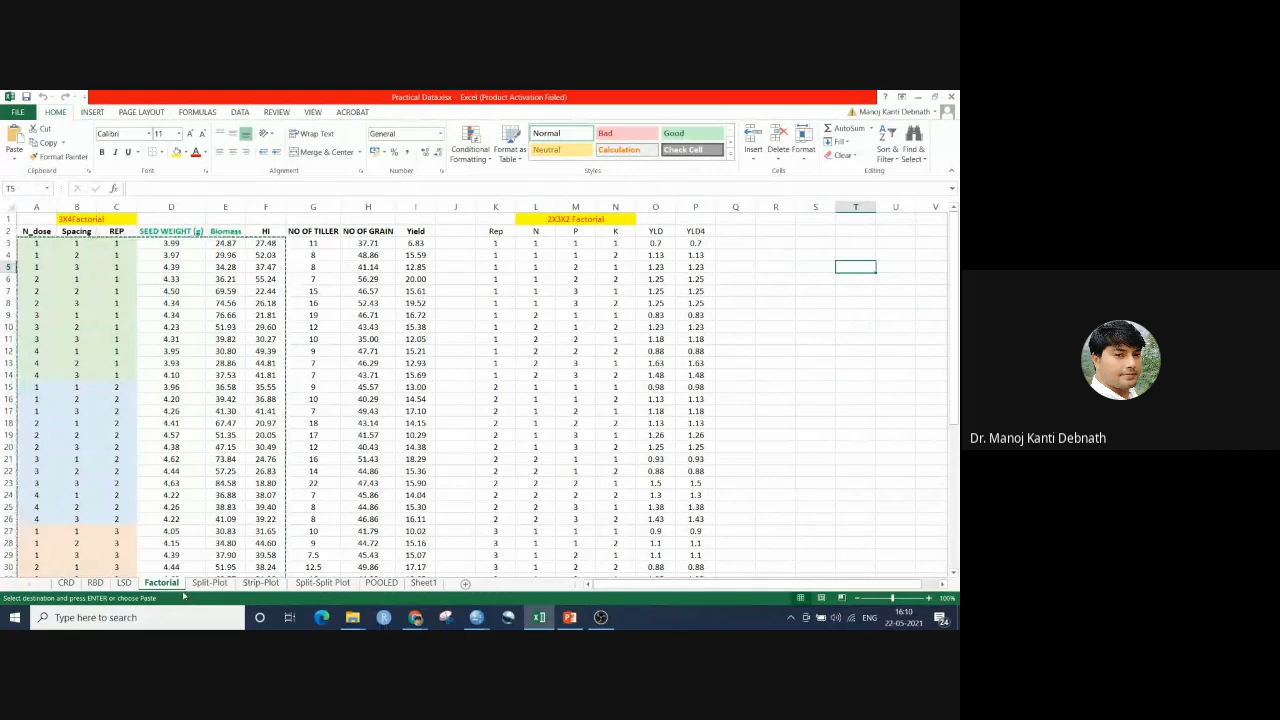 Practical Data.xlsx - Excel (Product Activation Failed)
FILE HOME INSERT PAGE LAYOUT FORMULAS DATA REVIEW VIEW ACROBAT Manoj Kanti Debnath
Cut
Copy
Format Painter
Paste
Clipboard
Calibri 11
Font
Wrap Text
Merge & Center
Alignment
General
Number
Conditional Formatting
Format as Table
Normal Bad Good
Neutral Calculation Check Cell
Styles
Insert Delete Format
Cells
AutoSum
Fill
Clear
Sort & Filter
Find & Select
Editing
T5
A B C D E F G H I J K L M N O P Q R S T U V
1 3X4Factorial 2X3X2 Factorial
2 N_dose Spacing REP SEED WEIGHT (g) Biomass HI NO OF TILLER NO OF GRAIN Yield Rep N P K YLD YLD4
3 1 1 1 3.99 24.87 27.48 11 37.71 6.83 1 1 1 1 0.7 0.7
4 1 2 1 3.97 29.96 52.03 8 48.86 15.59 1 1 1 2 1.13 1.13
5 1 3 1 4.39 34.28 37.47 8 41.14 12.85 1 1 2 1 1.23 1.23
6 2 1 1 4.33 36.21 55.24 7 56.29 20.00 1 1 2 2 1.25 1.25
7 2 2 1 4.50 69.59 22.44 15 46.57 15.61 1 1 3 1 1.25 1.25
8 2 3 1 4.34 74.56 26.18 16 52.43 19.52 1 1 3 2 1.25 1.25
9 3 1 1 4.34 76.66 21.81 19 46.71 16.72 1 2 1 1 0.83 0.83
10 3 2 1 4.23 51.93 29.60 12 43.43 15.38 1 2 1 2 1.23 1.23
11 3 3 1 4.31 39.82 30.27 10 35.00 12.05 1 2 2 1 1.18 1.18
12 4 1 1 3.95 30.80 49.39 9 47.71 15.21 1 2 2 2 0.88 0.88
13 4 2 1 3.93 28.86 44.81 7 46.29 12.93 1 2 3 1 1.63 1.63
14 4 3 1 4.10 37.53 41.81 7 43.71 15.69 1 2 3 2 1.48 1.48
15 1 1 2 3.96 36.58 35.55 9 45.57 13.00 2 1 1 1 0.98 0.98
16 1 2 2 4.20 39.42 36.88 10 40.29 14.54 2 1 1 2 1.13 1.13
17 1 3 2 4.26 41.30 41.41 7 49.43 17.10 2 1 2 1 1.18 1.18
18 2 1 2 4.41 67.47 20.97 18 43.14 14.15 2 1 2 2 1.13 1.13
19 2 2 2 4.57 51.35 20.05 17 41.57 10.29 2 1 3 1 1.26 1.26
20 2 3 2 4.38 47.15 30.49 12 40.43 14.38 2 1 3 2 1.25 1.25
21 3 1 2 4.62 73.84 24.76 16 51.43 18.29 2 2 1 1 0.93 0.93
22 3 2 2 4.44 57.25 26.83 14 44.86 15.36 2 2 1 2 0.88 0.88
23 3 3 2 4.63 84.58 18.80 22 47.43 15.90 2 2 2 1 1.5 1.5
24 4 1 2 4.22 36.88 38.07 7 45.86 14.04 2 2 2 2 1.3 1.3
25 4 2 2 4.26 38.83 39.40 8 44.86 15.30 2 2 3 1 1.38 1.38
26 4 3 2 4.22 41.09 39.22 8 46.86 16.11 2 2 3 2 1.43 1.43
27 1 1 3 4.05 30.83 31.65 10 41.79 10.02 3 1 1 1 0.9 0.9
28 1 2 3 4.15 34.80 44.60 9 44.72 15.16 3 1 1 2 1.1 1.1
29 1 3 3 4.39 37.90 39.58 7.5 45.43 15.07 3 1 2 1 1.1 1.1
30 2 1 3 4.44 51.95 38.24 12.5 49.86 17.17 3 1 2 2 0.88 0.88
CRD RBD LSD Factorial Split-Plot Strip-Plot Split-Split Plot POOLED Sheet1
Select destination and press ENTER or choose Paste 100%
Type here to search
ENG
16:10
22-05-2021
24
Dr. Manoj Kanti Debnath